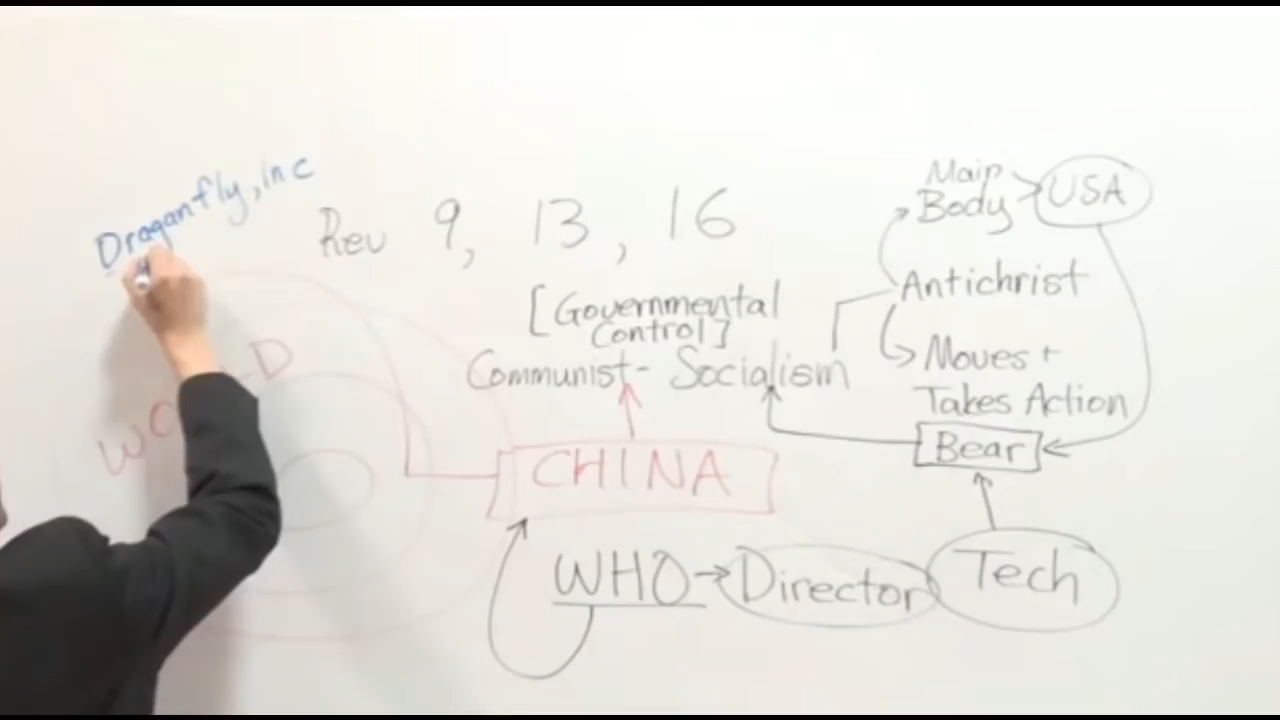 Draganfly, Inc
Rev 9, 13, 16
Main
Body
USA
[Governmental
Control]
Antichrist
Communist - Socialism
Moves +
Takes Action
Bear
CHINA
WHO → Director
Tech